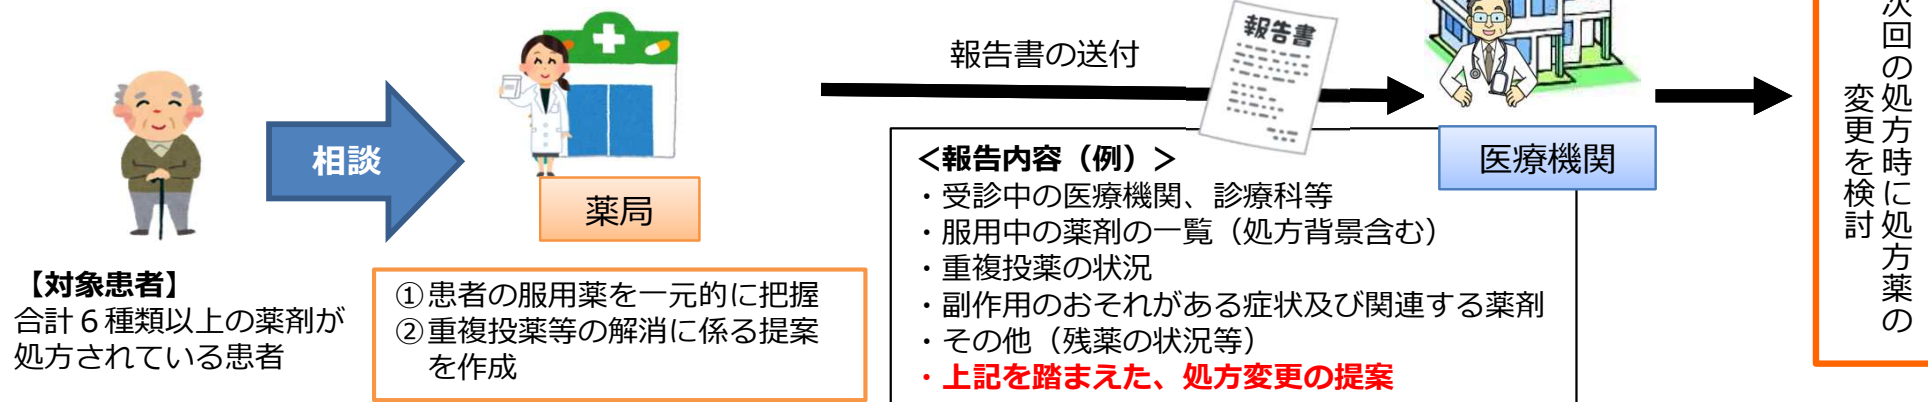 【対象患者】
合計６種類以上の薬剤が
処方されている患者
相談
薬局
①患者の服用薬を一元的に把握
②重複投薬等の解消に係る提案
を作成
報告書の送付
報告書
医療機関
＜報告内容（例）＞
・受診中の医療機関、診療科等
・服用中の薬剤の一覧（処方背景含む）
・重複投薬の状況
・副作用のおそれがある症状及び関連する薬剤
・その他（残薬の状況等）
・上記を踏まえた、処方変更の提案
次回の処方時に処方薬の
変更を検討